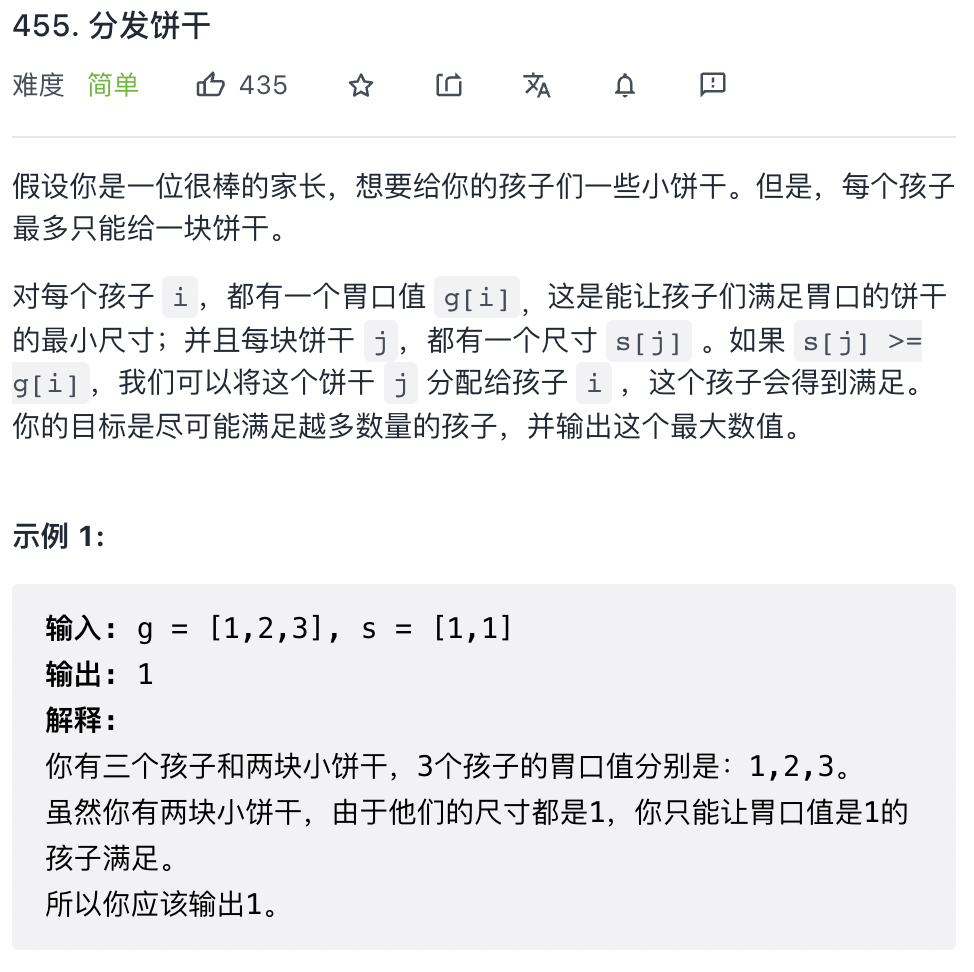 455. 分发饼干
难度 简单 435
假设你是一位很棒的家长，想要给你的孩子们一些小饼干。但是，每个孩子
最多只能给一块饼干。
对每个孩子 i，都有一个胃口值 g[i]，这是能让孩子们满足胃口的饼干
的最小尺寸；并且每块饼干 j，都有一个尺寸 s[j] 。如果 s[j] >=
g[i]，我们可以将这个饼干 j 分配给孩子 i ，这个孩子会得到满足。
你的目标是尽可能满足越多数量的孩子，并输出这个最大数值。
示例 1:
输入: g = [1,2,3], s = [1,1]
输出: 1
解释:
你有三个孩子和两块小饼干，3个孩子的胃口值分别是：1,2,3。
虽然你有两块小饼干，由于他们的尺寸都是1，你只能让胃口值是1的
孩子满足。
所以你应该输出1。